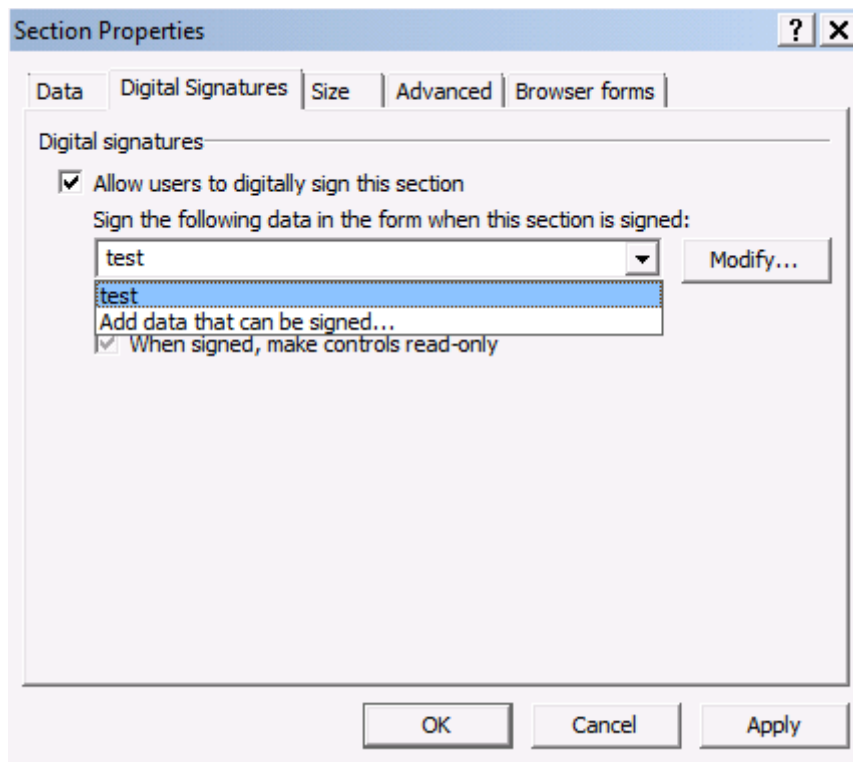 Section Properties ? X
Data Digital Signatures Size Advanced Browser forms
Digital signatures
Allow users to digitally sign this section
Sign the following data in the form when this section is signed:
test Modify...
test
Add data that can be signed...
When signed, make controls read-only
OK Cancel Apply